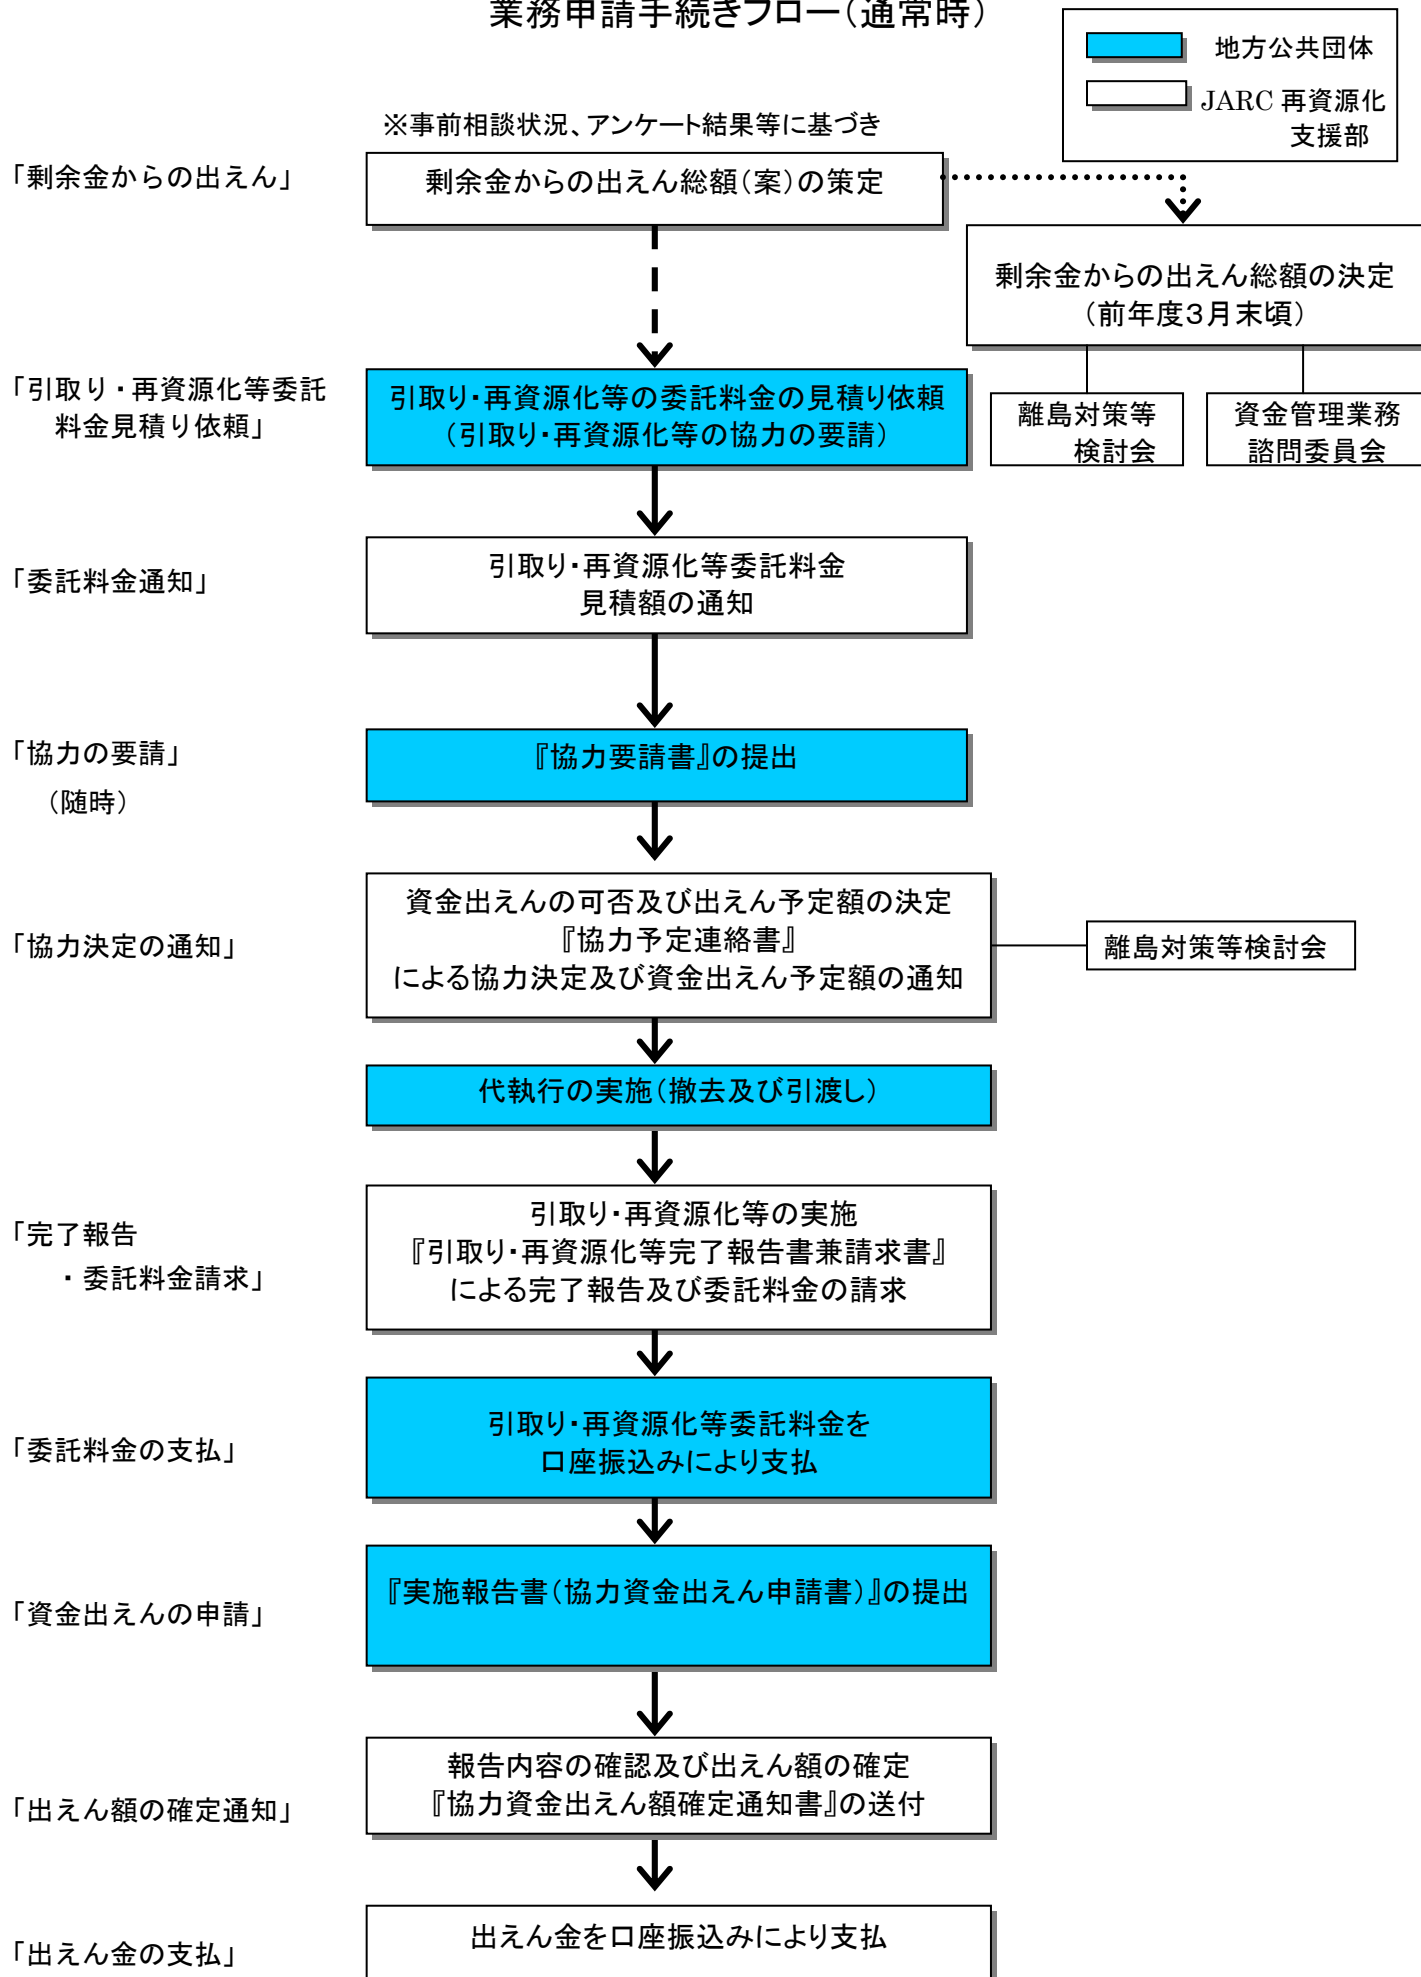 業務申請手続きフロー（通常時）
地方公共団体
JARC 再資源化
支援部
※事前相談状況、アンケート結果等に基づき
「剰余金からの出えん」
剰余金からの出えん総額（案）の策定
剰余金からの出えん総額の決定
（前年度３月末頃）
離島対策等
検討会
資金管理業務
諮問委員会
「引取り・再資源化等委託
料金見積り依頼」
引取り・再資源化等の委託料金の見積り依頼
（引取り・再資源化等の協力の要請）
「委託料金通知」
引取り・再資源化等委託料金
見積額の通知
「協力の要請」
（随時）
『協力要請書』の提出
「協力決定の通知」
資金出えんの可否及び出えん予定額の決定
『協力予定連絡書』
による協力決定及び資金出えん予定額の通知
離島対策等検討会
代執行の実施（撤去及び引渡し）
「完了報告
・委託料金請求」
引取り・再資源化等の実施
『引取り・再資源化等完了報告書兼請求書』
による完了報告及び委託料金の請求
「委託料金の支払」
引取り・再資源化等委託料金を
口座振込みにより支払
「資金出えんの申請」
『実施報告書（協力資金出えん申請書）』の提出
「出えん額の確定通知」
報告内容の確認及び出えん額の確定
『協力資金出えん額確定通知書』の送付
「出えん金の支払」
出えん金を口座振込みにより支払